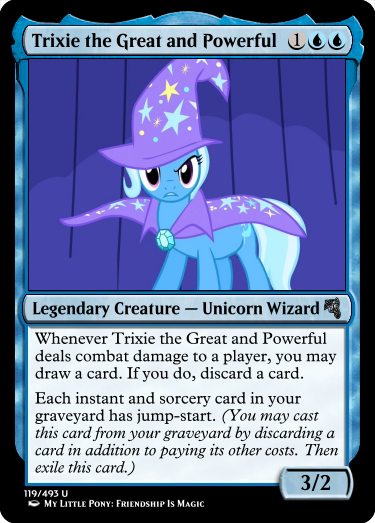 Trixie the Great and Powerful 1
Legendary Creature — Unicorn Wizard
Whenever Trixie the Great and Powerful
deals combat damage to a player, you may
draw a card. If you do, discard a card.
Each instant and sorcery card in your
graveyard has jump-start. (You may cast
this card from your graveyard by discarding a
card in addition to paying its other costs. Then
exile this card.)
3/2
119/493 U
My Little Pony: Friendship Is Magic